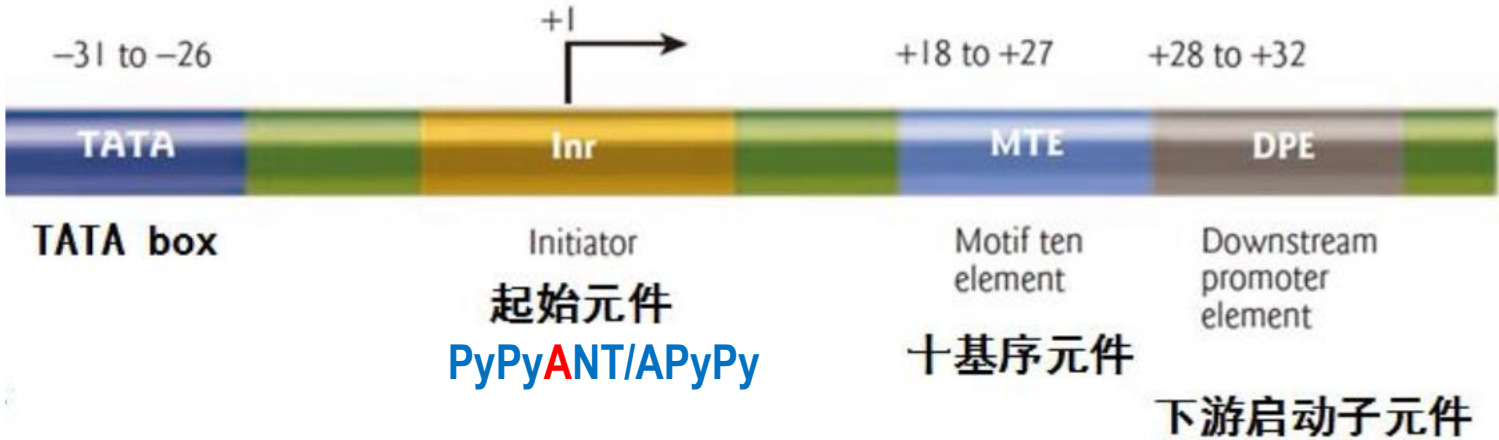 +1
–31 to –26
+18 to +27
+28 to +32
TATA
Inr
MTE
DPE
TATA box
Initiator
起始元件
PyPyANT/APyPy
Motif ten
element
十基序元件
Downstream
promoter
element
下游启动子元件